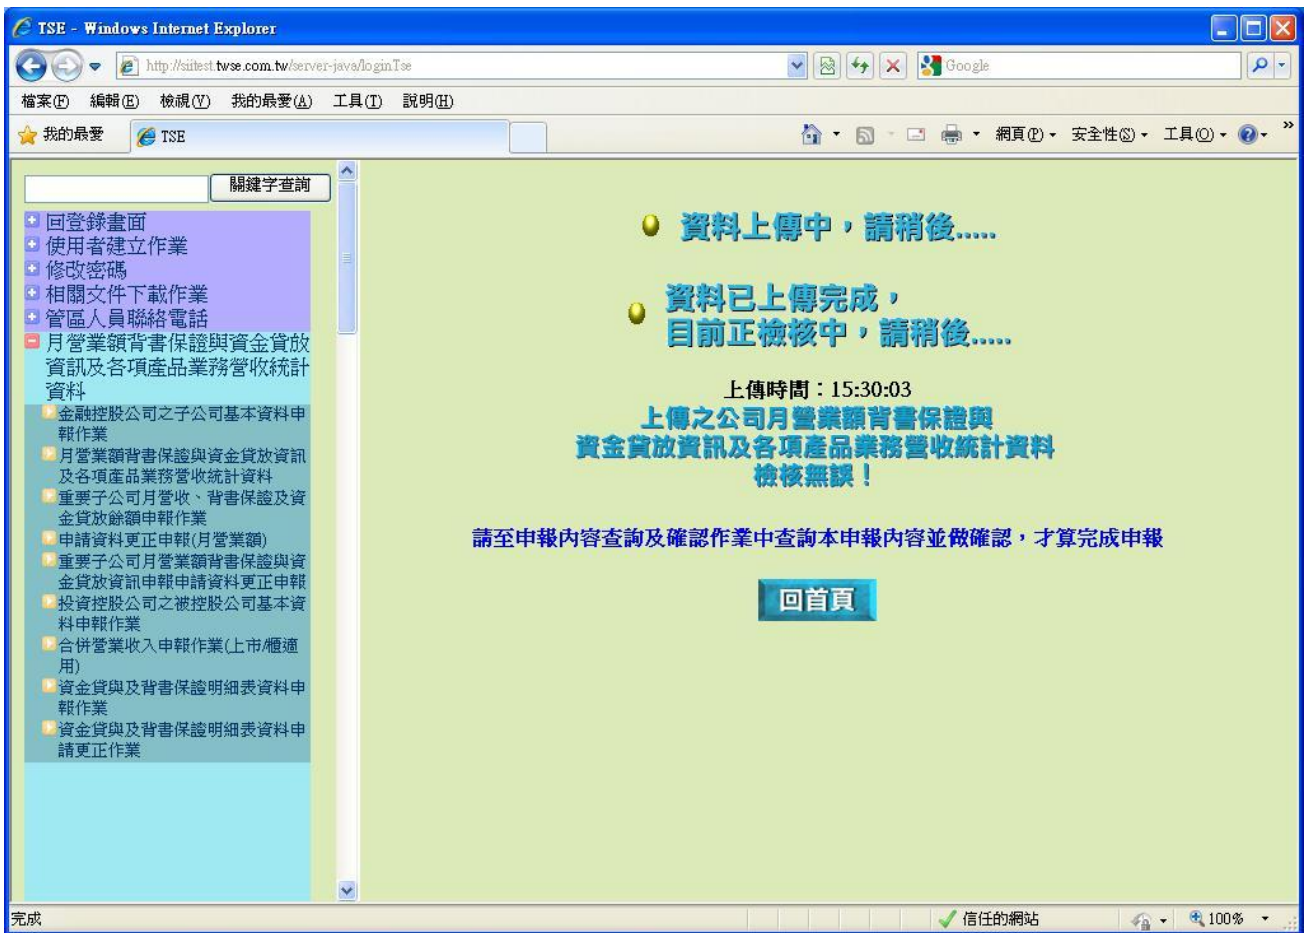 TSE - Windows Internet Explorer
http://siitest.twse.com.tw/server-java/loginTse
Google
檔案(F) 編輯(E) 檢視(V) 我的最愛(A) 工具(T) 說明(H)
我的最愛
TSE
網頁(P)
安全性(S)
工具(O)
»
關鍵字查詢
回登錄畫面
使用者建立作業
修改密碼
相關文件下載作業
管區人員聯絡電話
月營業額背書保證與資金貸放
資訊及各項產品業務營收統計
資料
金融控股公司之子公司基本資料申
報作業
月營業額背書保證與資金貸放資訊
及各項產品業務營收統計資料
重要子公司月營收、背書保證及資
金貸放餘額申報作業
申請資料更正申報(月營業額)
重要子公司月營業額背書保證與資
金貸放資訊申報申請資料更正申報
投資控股公司之被控股公司基本資
料申報作業
合併營業收入申報作業(上市/櫃適
用)
資金貸與及背書保證明細表資料申
報作業
資金貸與及背書保證明細表資料申
請更正作業
資料上傳中，請稍後.....
資料已上傳完成，
目前正檢核中，請稍後.....
上傳時間：15:30:03
上傳之公司月營業額背書保證與
資金貸放資訊及各項產品業務營收統計資料
檢核無誤！
請至申報內容查詢及確認作業中查詢本申報內容並做確認，才算完成申報
回首頁
完成
信任的網站
100%